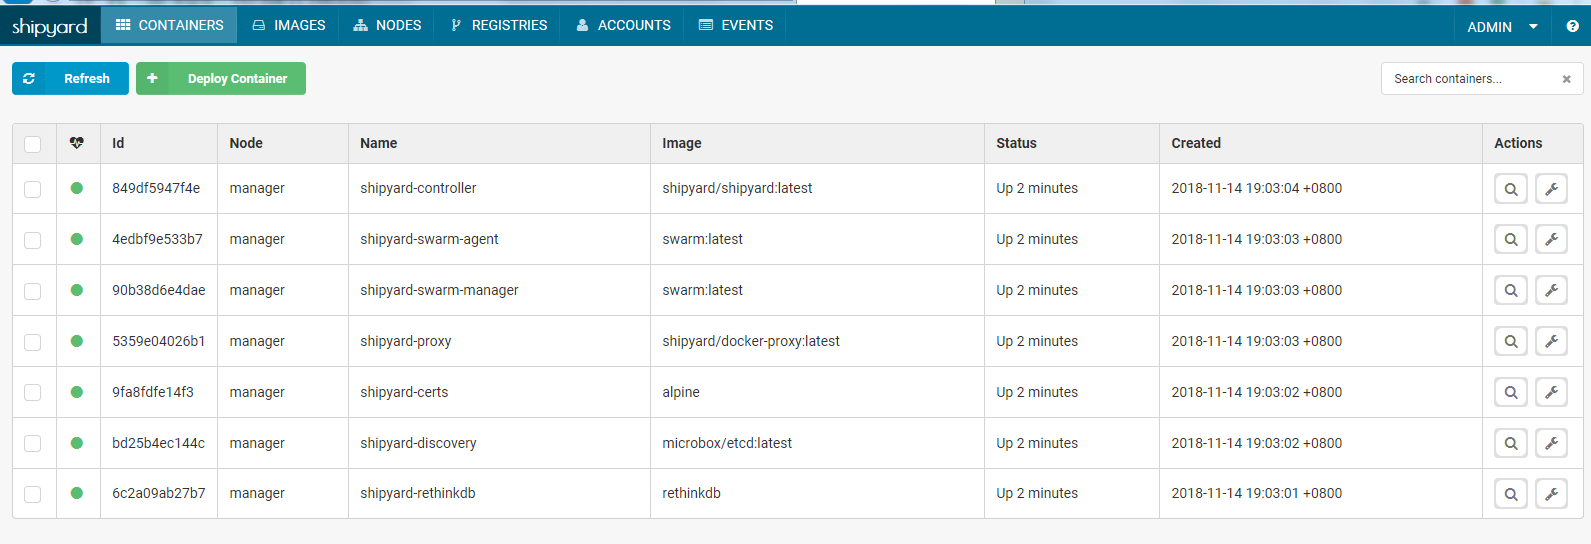 shipyard CONTAINERS IMAGES NODES REGISTRIES ACCOUNTS EVENTS ADMIN
Refresh Deploy Container Search containers...
Id Node Name Image Status Created Actions
849df5947f4e manager shipyard-controller shipyard/shipyard:latest Up 2 minutes 2018-11-14 19:03:04 +0800
4edbf9e533b7 manager shipyard-swarm-agent swarm:latest Up 2 minutes 2018-11-14 19:03:03 +0800
90b38d6e4dae manager shipyard-swarm-manager swarm:latest Up 2 minutes 2018-11-14 19:03:03 +0800
5359e04026b1 manager shipyard-proxy shipyard/docker-proxy:latest Up 2 minutes 2018-11-14 19:03:03 +0800
9fa8fdfe14f3 manager shipyard-certs alpine Up 2 minutes 2018-11-14 19:03:02 +0800
bd25b4ec144c manager shipyard-discovery microbox/etcd:latest Up 2 minutes 2018-11-14 19:03:02 +0800
6c2a09ab27b7 manager shipyard-rethinkdb rethinkdb Up 2 minutes 2018-11-14 19:03:01 +0800